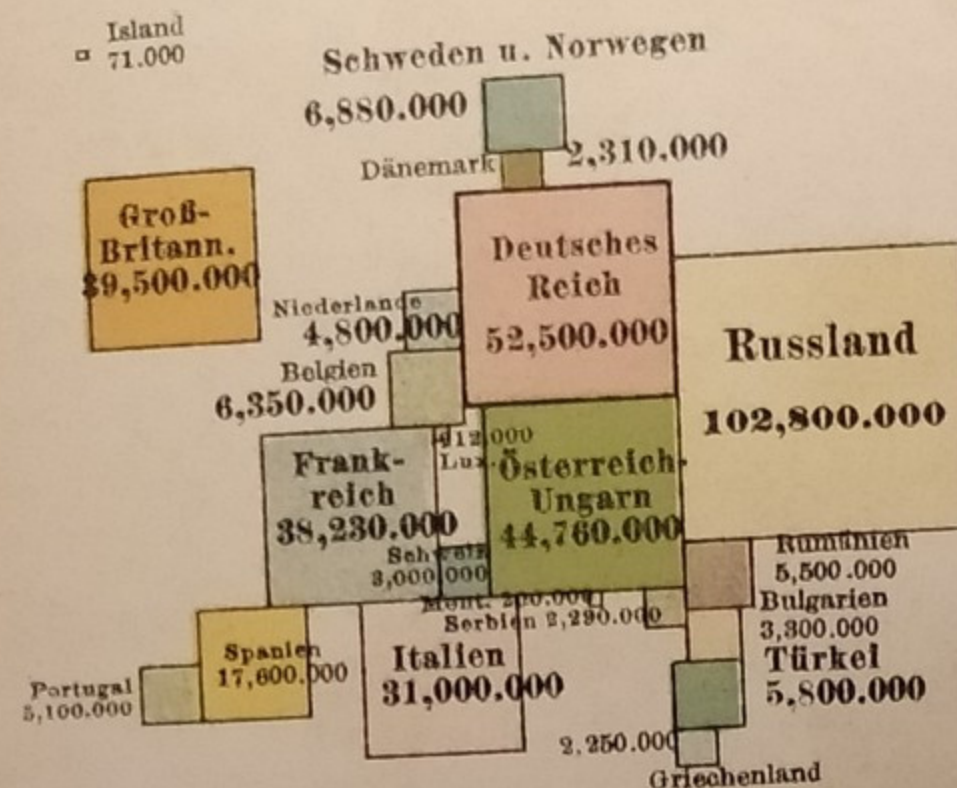 Island
71.000
Schweden u. Norwegen
6,880.000
Dänemark
2,310.000
Groß-
Britann.
39,500.000
Deutsches
Reich
52,500.000
Niederlande
4,800.000
Russland
102,800.000
Belgien
6,350.000
212.000
Lux.
Frank-
reich
38,230.000
Österreich-
Ungarn
44,760.000
Schweiz
3,000.000
Rumänien
5,500.000
Mont. 200.000
Serbien 2,290.000
Bulgarien
3,300.000
Spanien
17,600.000
Italien
31,000.000
Türkei
5,800.000
Portugal
5,100.000
2,250.000
Griechenland